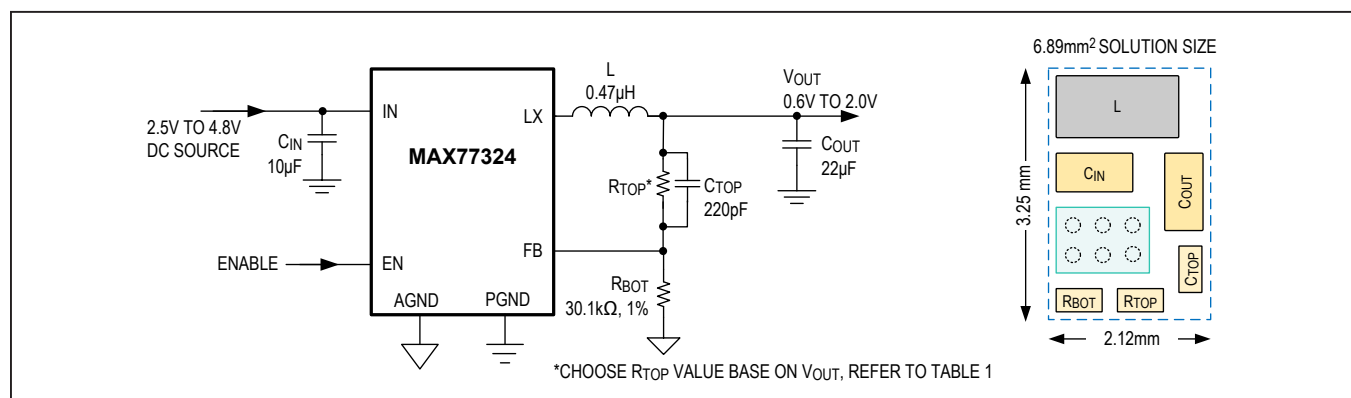 2.5V TO 4.8V
DC SOURCE
CIN
10µF
ENABLE
IN
EN
MAX77324
LX
FB
AGND
PGND
L
0.47µH
RTOP*
CTOP
220pF
RBOT
30.1kΩ, 1%
VOUT
0.6V TO 2.0V
COUT
22µF
*CHOOSE RTOP VALUE BASE ON VOUT, REFER TO TABLE 1
6.89mm² SOLUTION SIZE
3.25 mm
L
CIN
COUT
CTOP
RBOT
RTOP
2.12mm